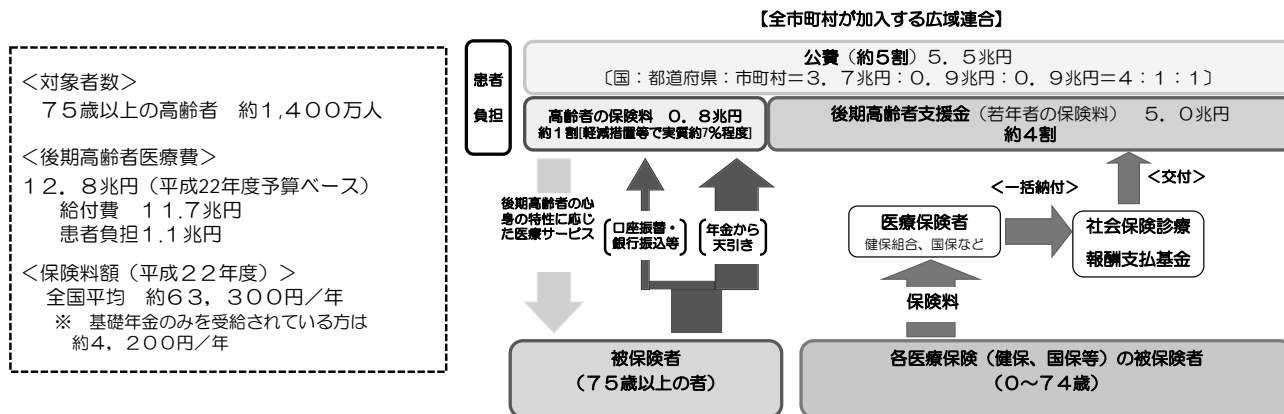 【全市町村が加入する広域連合】
<対象者数>
75歳以上の高齢者 約1,400万人
<後期高齢者医療費>
12.8兆円(平成22年度予算ベース)
給付費 11.7兆円
患者負担1.1兆円
<保険料額(平成22年度)>
全国平均 約63,300円/年
※ 基礎年金のみを受給されている方は
約4,200円/年
患者
負担
公費(約5割)5.5兆円
〔国:都道府県:市町村=3.7兆円:0.9兆円:0.9兆円=4:1:1〕
高齢者の保険料 0.8兆円
約1割[軽減措置等で実質約7%程度]
後期高齢者支援金(若年者の保険料) 5.0兆円
約4割
後期高齢者の心
身の特性に応じ
た医療サービス
口座振替・
銀行振込等
年金から
天引き
医療保険者
健保組合、国保など
<一括納付>
<交付>
社会保険診療
報酬支払基金
保険料
被保険者
(75歳以上の者)
各医療保険(健保、国保等)の被保険者
(0~74歳)